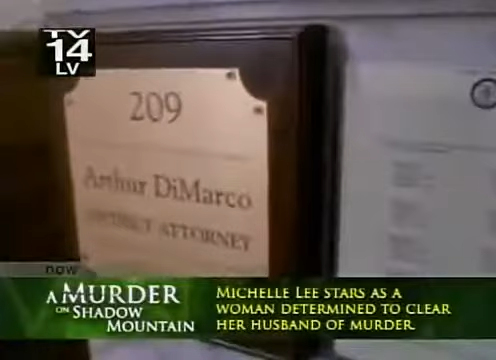 TV
14
LV
209
Arthur DiMarco
DISTRICT ATTORNEY
now
A MURDER
ON SHADOW
MOUNTAIN
MICHELLE LEE STARS AS A
WOMAN DETERMINED TO CLEAR
HER HUSBAND OF MURDER